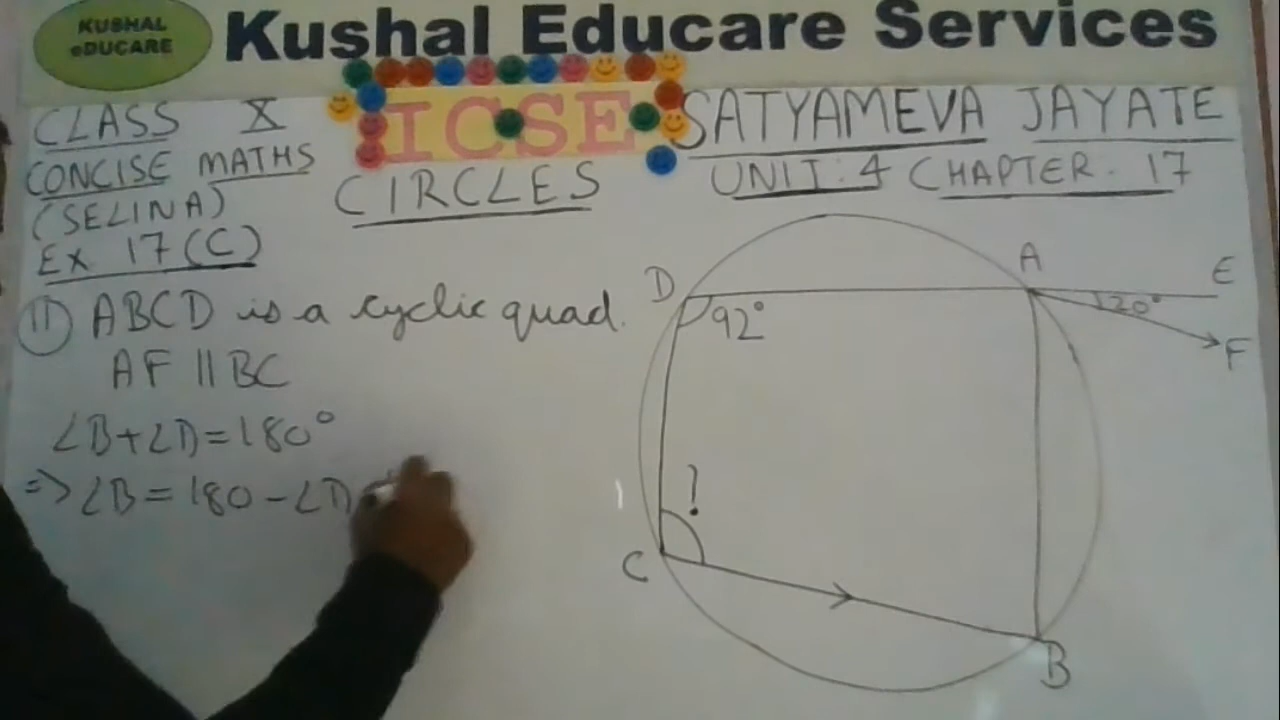 KUSHAL
eDUCARE
Kushal Educare Services
CLASS X
CONCISE MATHS
(SELINA)
EX 17(C)
ICSE
CIRCLES
SATYAMEVA JAYATE
UNIT: 4 CHAPTER. 17
11 ABCD is a cyclic quad.
AF || BC
∠B+∠D=180°
=> ∠B = 180 - ∠D
D
A
E
92°
20°
F
?
C
B